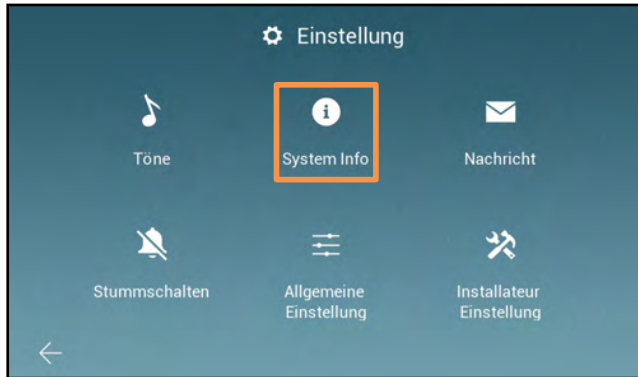 Einstellung
Töne
System Info
Nachricht
Stummschalten
Allgemeine
Einstellung
Installateur
Einstellung